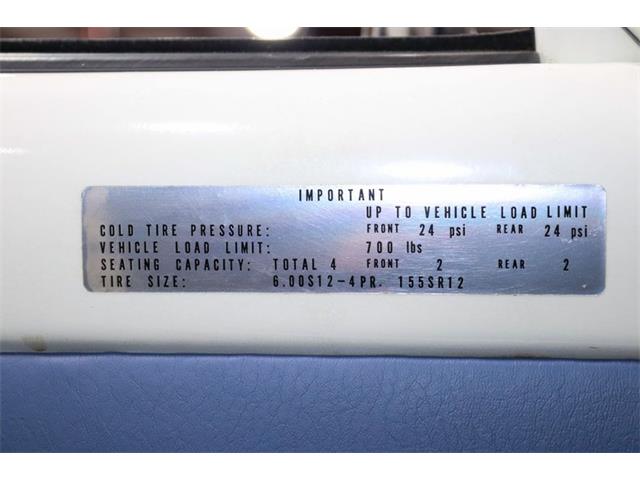 IMPORTANT
UP TO VEHICLE LOAD LIMIT
COLD TIRE PRESSURE: FRONT 24 psi REAR 24 psi
VEHICLE LOAD LIMIT: 700 lbs
SEATING CAPACITY: TOTAL 4 FRONT 2 REAR 2
TIRE SIZE: 6.00S12-4PR. 155SR12